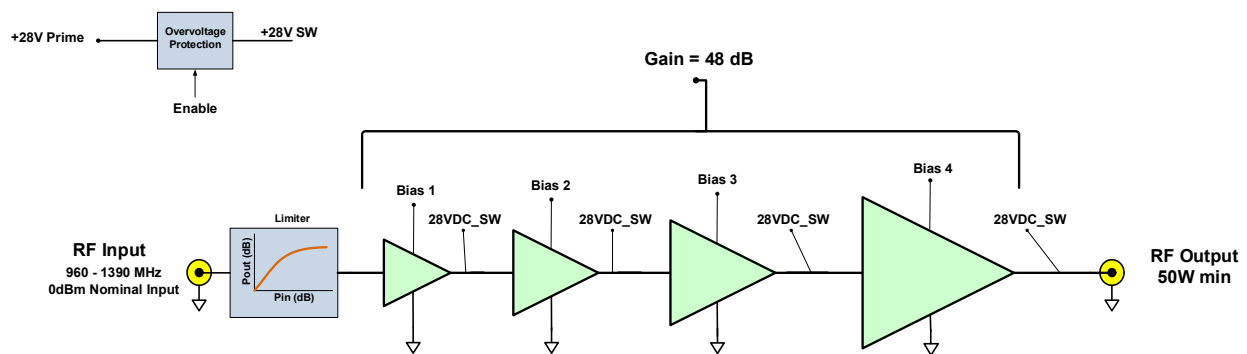 +28V Prime
Overvoltage
Protection
+28V SW
Enable
Gain = 48 dB
Bias 1
Bias 2
Bias 3
Bias 4
28VDC_SW
28VDC_SW
28VDC_SW
28VDC_SW
Limiter
Pout (dB)
Pin (dB)
RF Input
960 - 1390 MHz
0dBm Nominal Input
RF Output
50W min